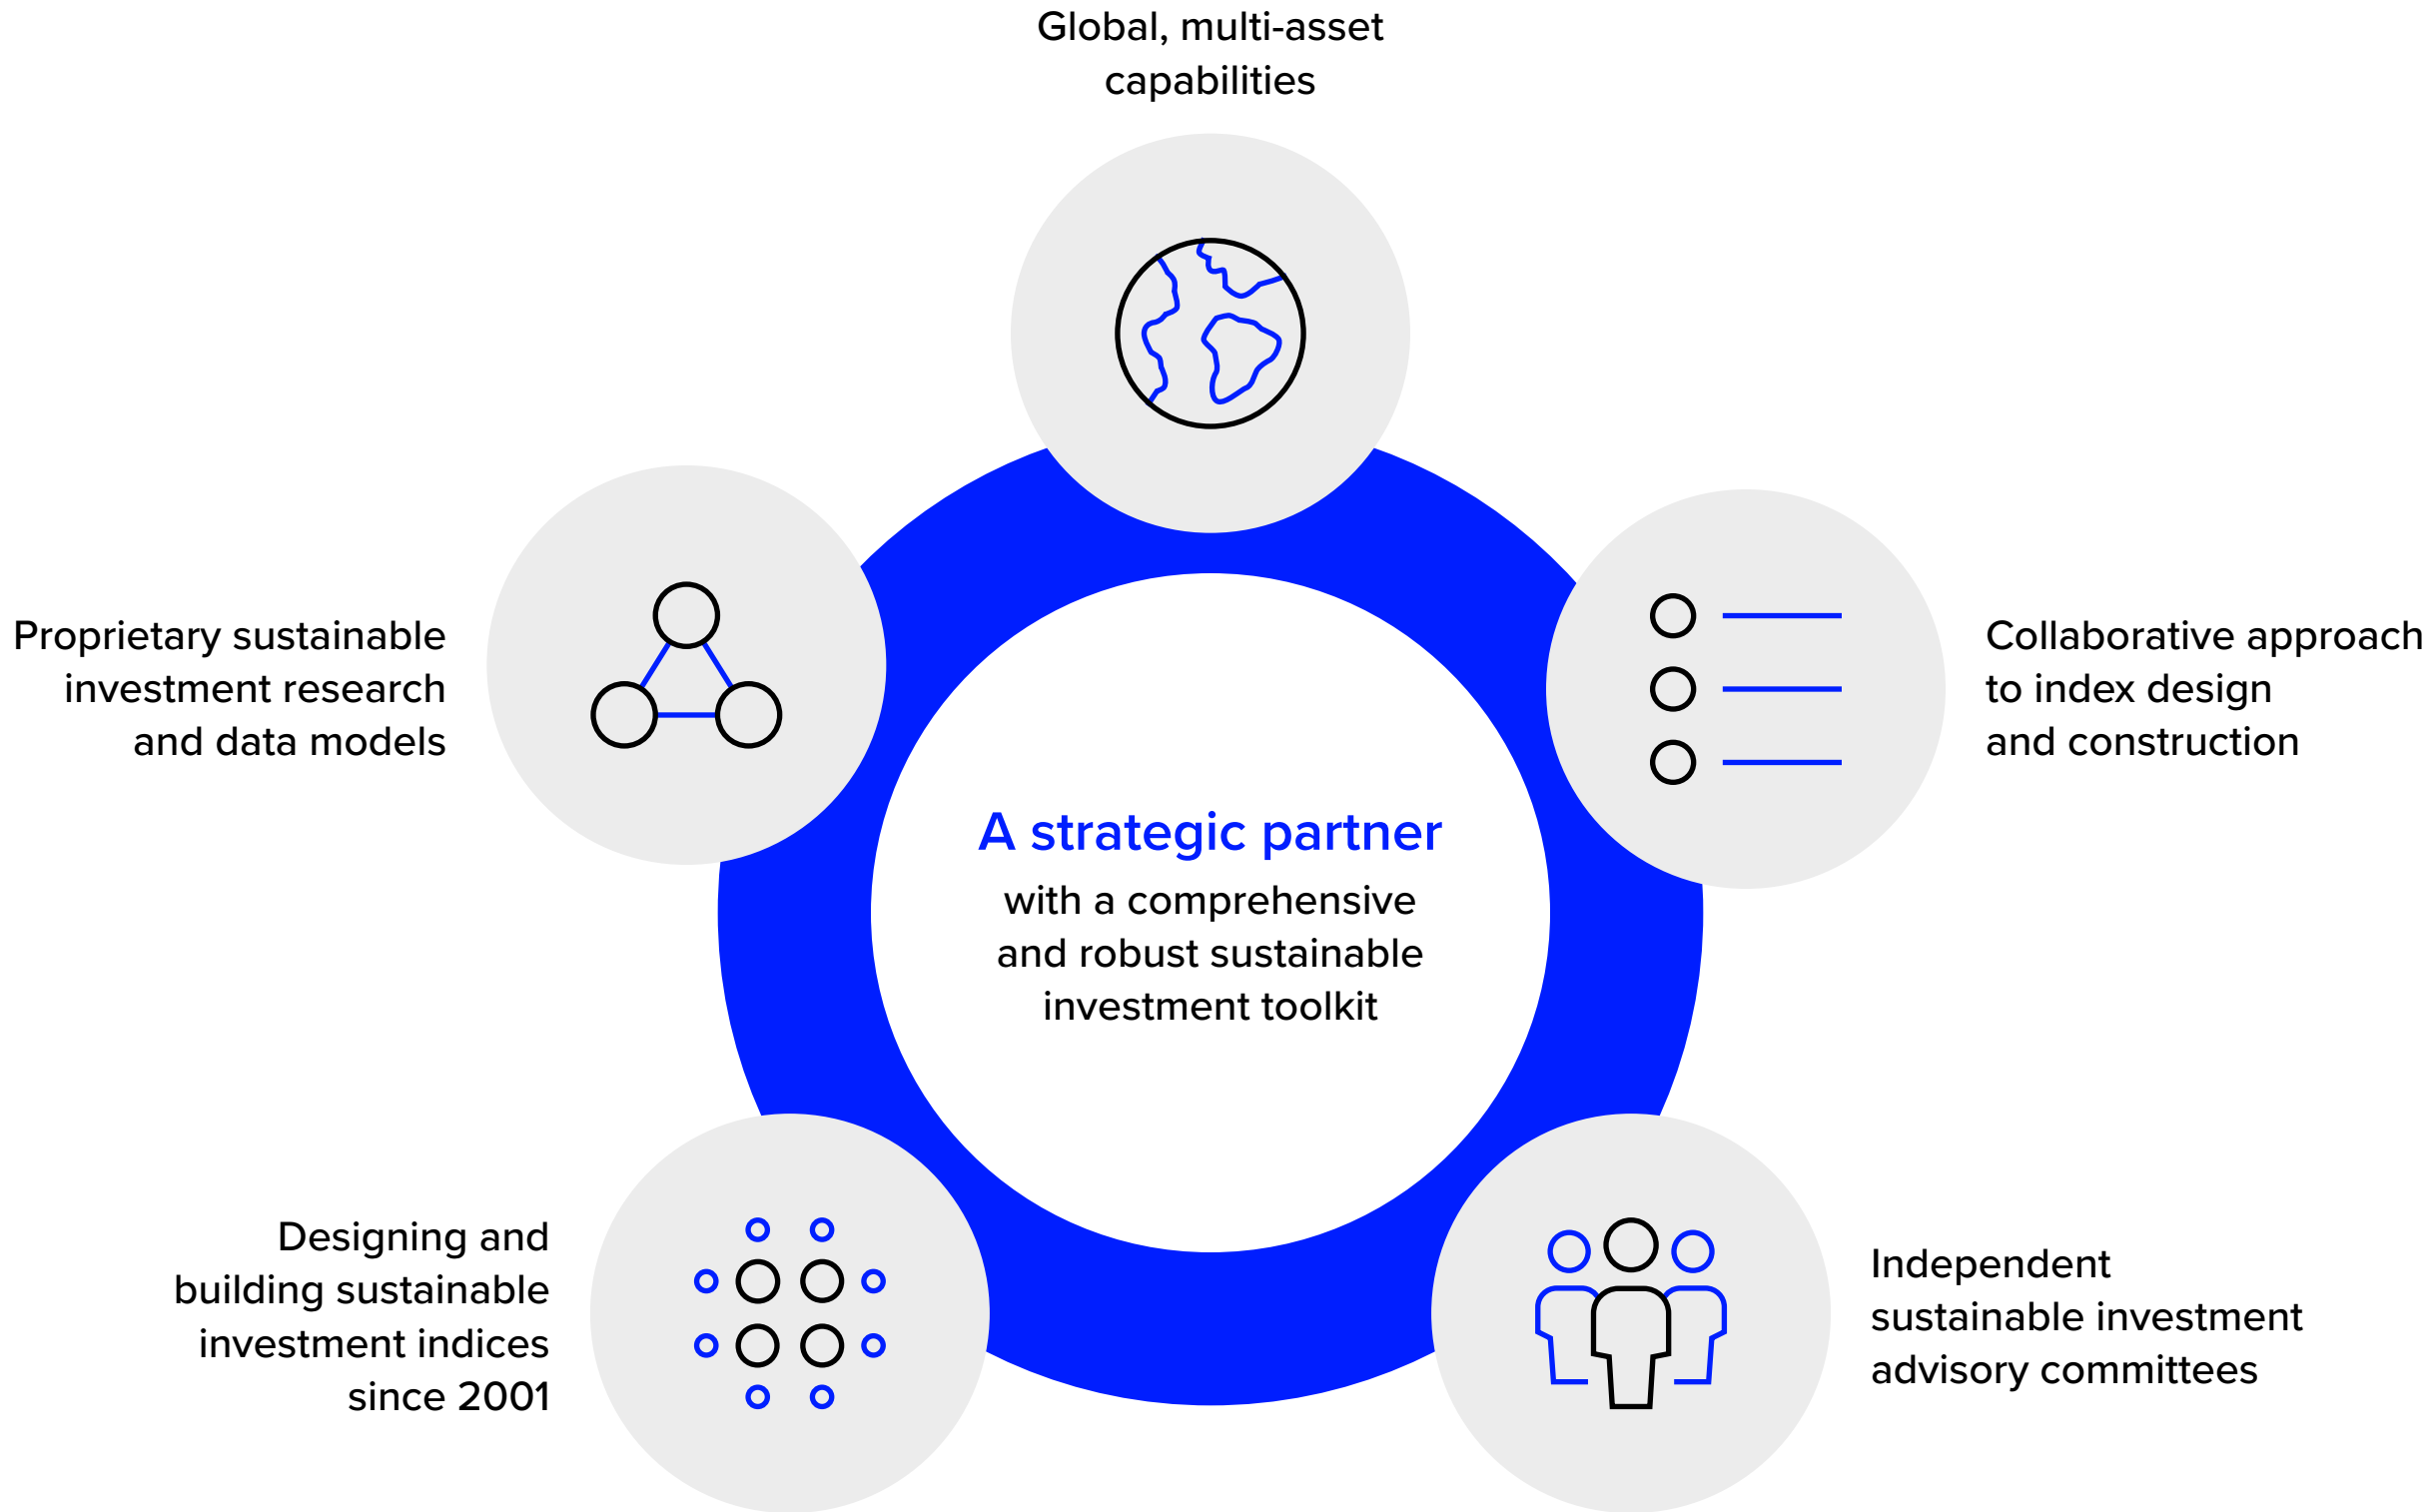 Global, multi-asset
capabilities
Proprietary sustainable
investment research
and data models
Collaborative approach
to index design
and construction
A strategic partner
with a comprehensive
and robust sustainable
investment toolkit
Designing and
building sustainable
investment indices
since 2001
Independent
sustainable investment
advisory committees